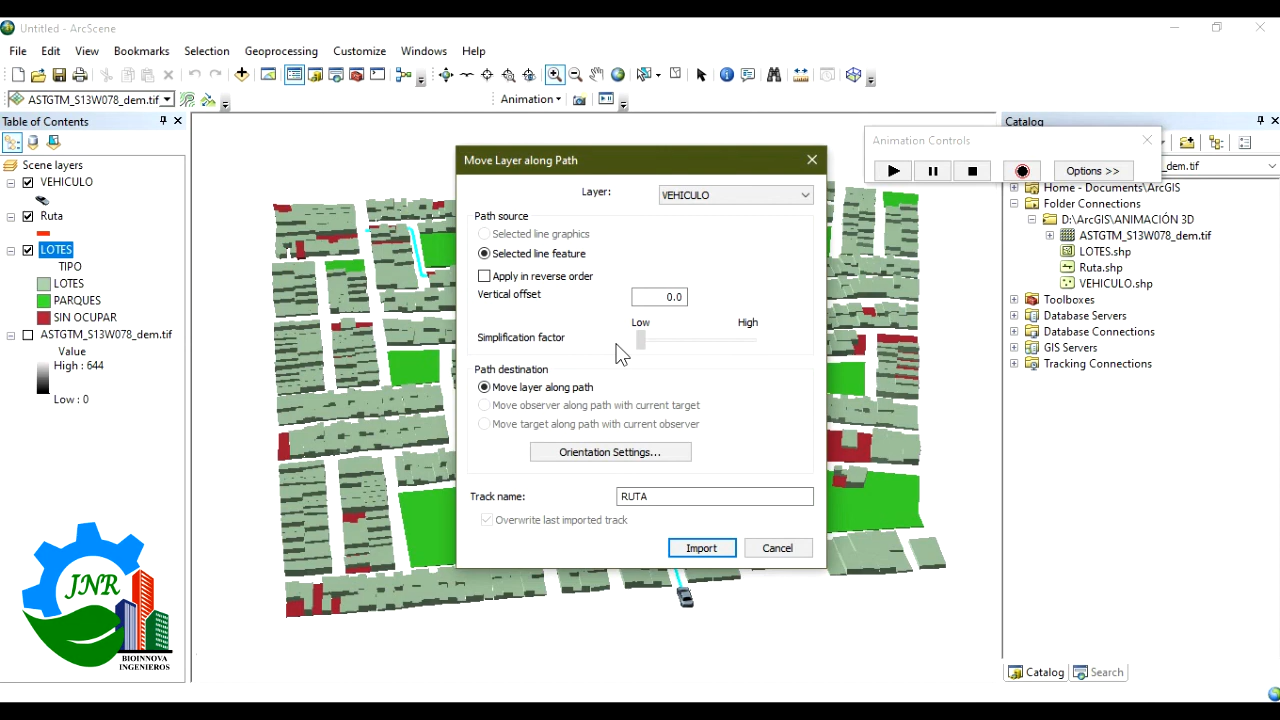 Untitled - ArcScene
File Edit View Bookmarks Selection Geoprocessing Customize Windows Help
ASTGTM_S13W078_dem.tif
Animation
Table of Contents
Scene layers
VEHICULO
Ruta
LOTES
TIPO
LOTES
PARQUES
SIN OCUPAR
ASTGTM_S13W078_dem.tif
Value
High : 644
Low : 0
JNR
BIOINNOVA
INGENIEROS
Move Layer along Path
Layer: VEHICULO
Path source
Selected line graphics
Selected line feature
Apply in reverse order
Vertical offset 0.0
Low High
Simplification factor
Path destination
Move layer along path
Move observer along path with current target
Move target along path with current observer
Orientation Settings...
Track name: RUTA
Overwrite last imported track
Import Cancel
Animation Controls
Options >>
Catalog
_dem.tif
Home - Documents\ArcGIS
Folder Connections
D:\ArcGIS\ANIMACIÓN 3D
ASTGTM_S13W078_dem.tif
LOTES.shp
Ruta.shp
VEHICULO.shp
Toolboxes
Database Servers
Database Connections
GIS Servers
Tracking Connections
Catalog Search